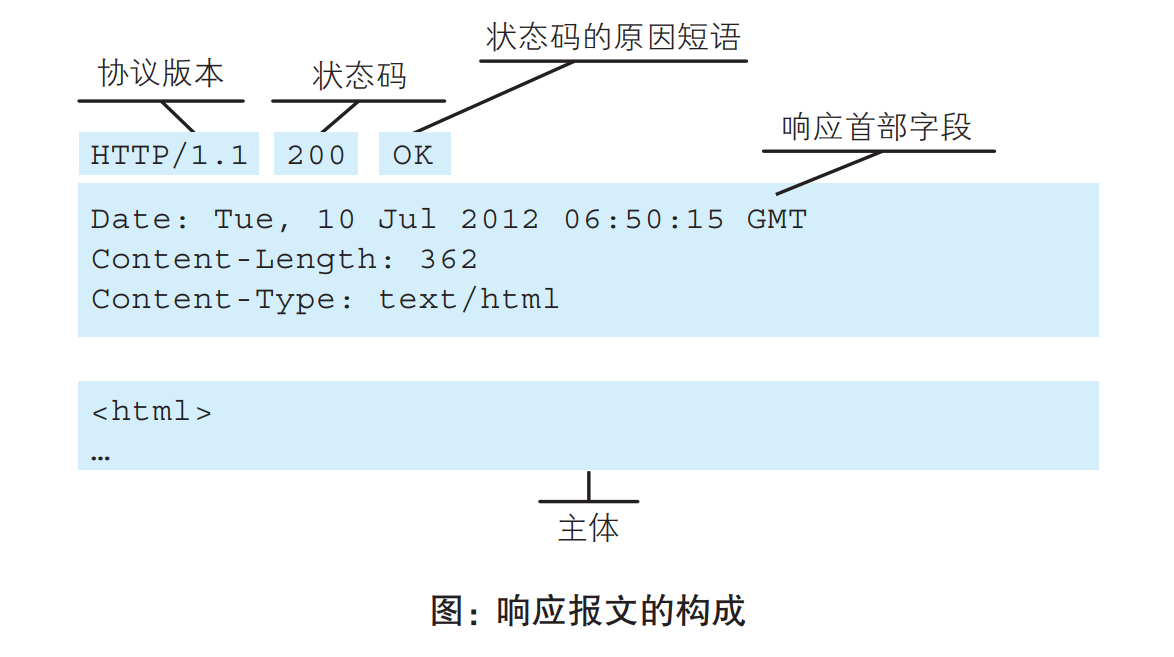 状态码的原因短语
协议版本
状态码
响应首部字段
HTTP/1.1 200 OK
Date: Tue, 10 Jul 2012 06:50:15 GMT
Content-Length: 362
Content-Type: text/html
<html>
…
主体
图：响应报文的构成